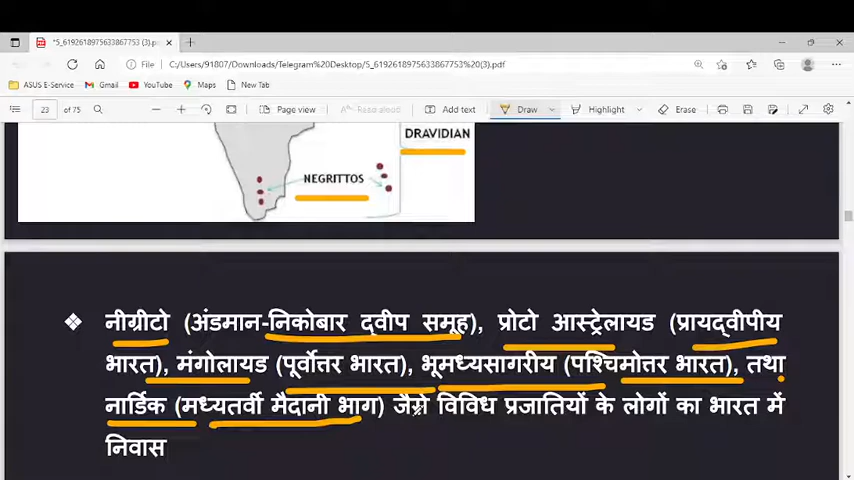 *5_6192618975633867753 (3).pdf
File
C:/Users/91807/Downloads/Telegram%20Desktop/5_6192618975633867753%20(3).pdf
ASUS E-Service
Gmail
YouTube
Maps
New Tab
23 of 75
Page view
Read aloud
Add text
Draw
Highlight
Erase
DRAVIDIAN
NEGRITTOS
नीग्रीटो (अंडमान-निकोबार द्वीप समूह), प्रोटो आस्ट्रेलायड (प्रायद्वीपीय
भारत), मंगोलायड (पूर्वोत्तर भारत), भूमध्यसागरीय (पश्चिमोत्तर भारत), तथा
नार्डिक (मध्यतर्वी मैदानी भाग) जैसे विविध प्रजातियों के लोगों का भारत में
निवास